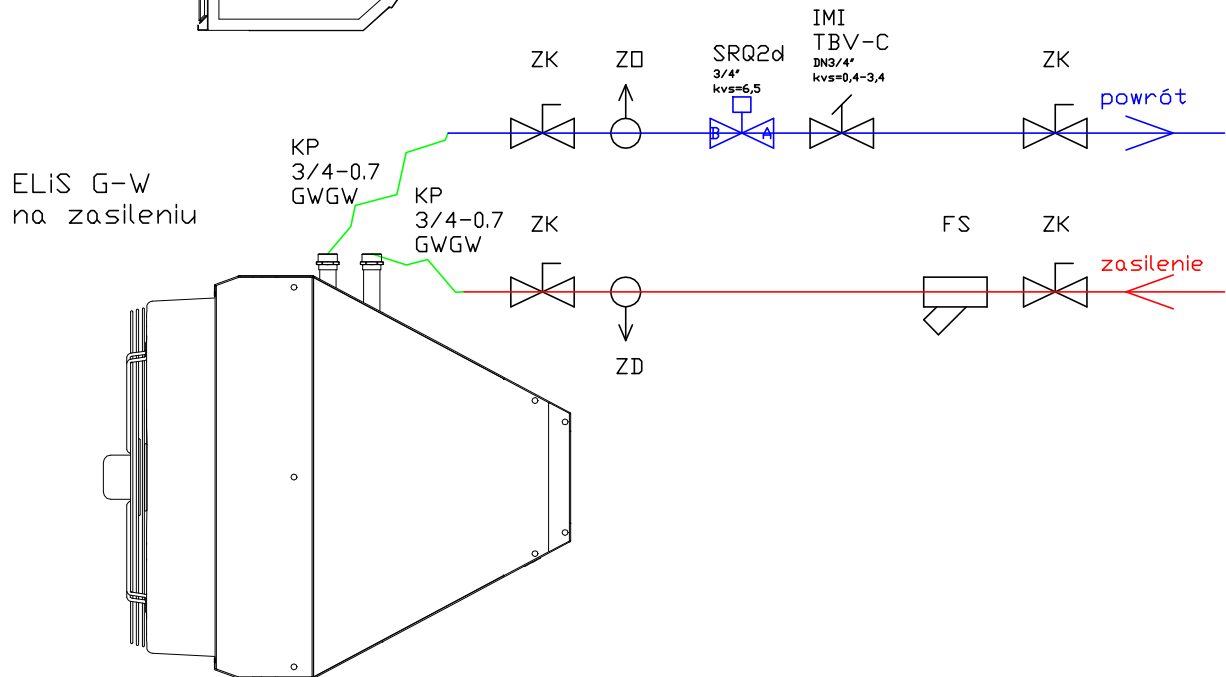 IMI
TBV-C
DN3/4"
kvs=0,4-3,4
ZK
ZO
SRQ2d
3/4"
kvs=6,5
ZK
powrót
B
A
KP
3/4-0.7
GWGW
ELiS G-W
na zasileniu
KP
3/4-0.7
GWGW
ZK
FS
ZK
zasilenie
ZD